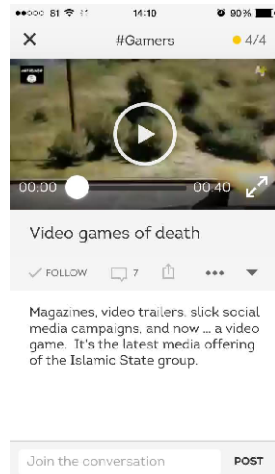 81
14:10
90%
#Gamers
4/4
00:00
00:40
Video games of death
FOLLOW
7
Magazines, video trailers, slick social
media campaigns, and now ... a video
game. It's the latest media offering
of the Islamic State group.
Join the conversation
POST